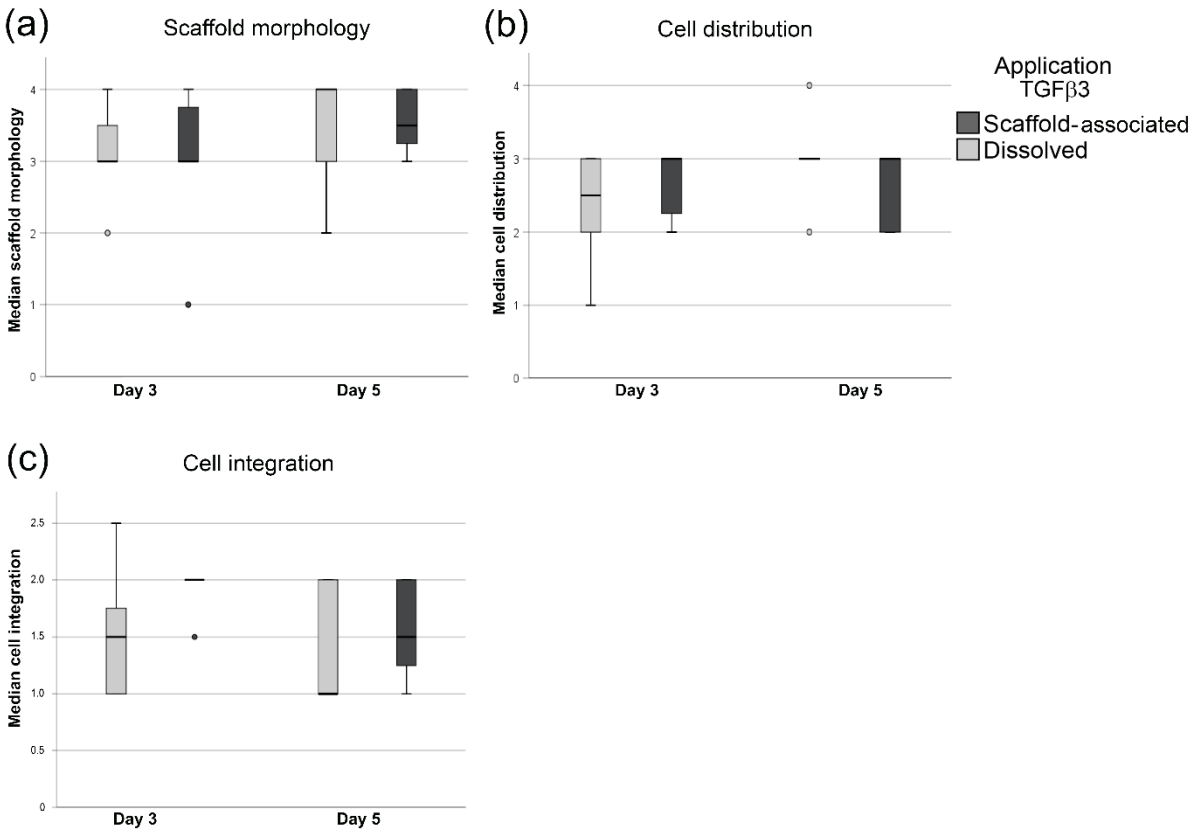 (a)
Scaffold morphology
Median scaffold morphology
4
3
2
1
0
Day 3
Day 5
(b)
Cell distribution
Median cell distribution
4
3
2
1
0
Day 3
Day 5
Application
TGFβ3
Scaffold-associated
Dissolved
(c)
Cell integration
Median cell integration
2.5
2.0
1.5
1.0
0.5
0
Day 3
Day 5